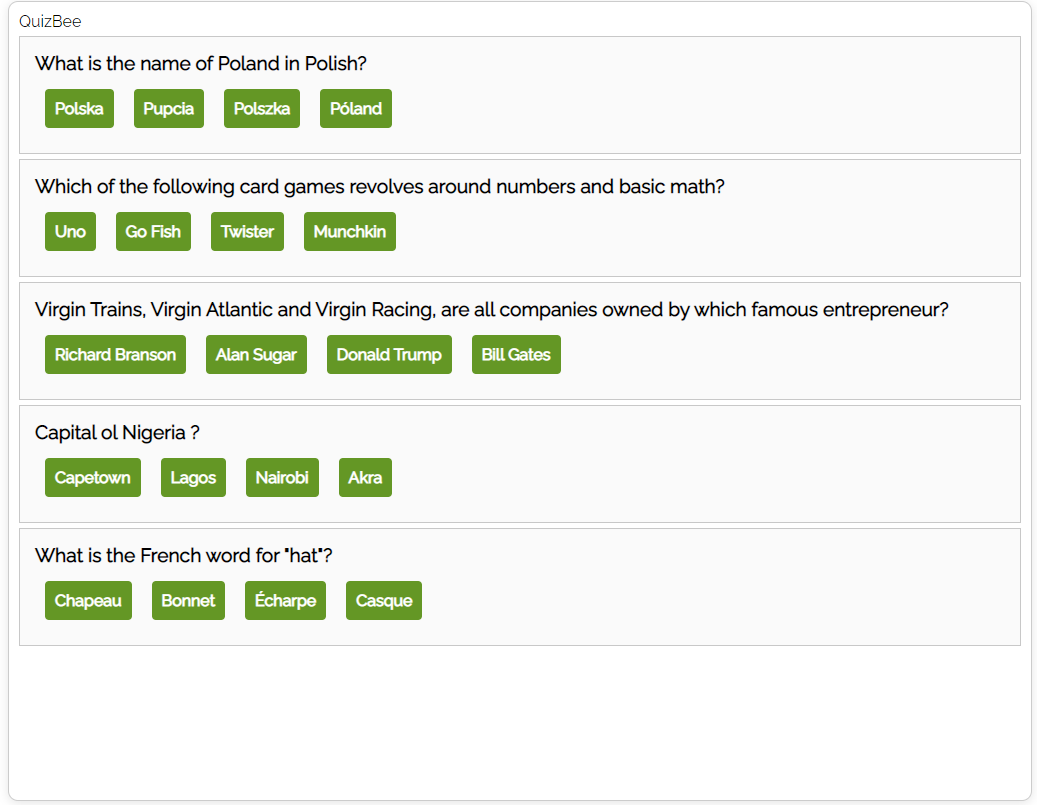 QuizBee
What is the name of Poland in Polish?
Polska Pupcia Polszka Póland
Which of the following card games revolves around numbers and basic math?
Uno Go Fish Twister Munchkin
Virgin Trains, Virgin Atlantic and Virgin Racing, are all companies owned by which famous entrepreneur?
Richard Branson Alan Sugar Donald Trump Bill Gates
Capital ol Nigeria ?
Capetown Lagos Nairobi Akra
What is the French word for "hat"?
Chapeau Bonnet Écharpe Casque